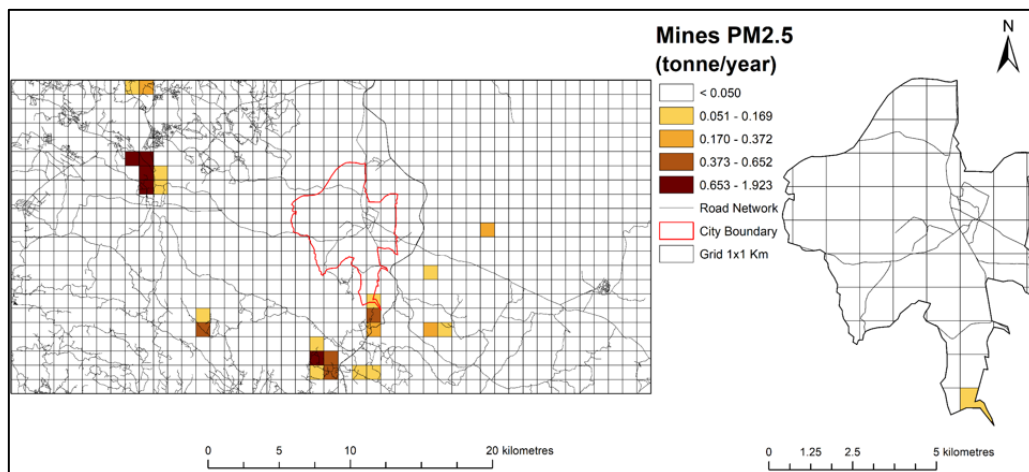 Mines PM2.5
(tonne/year)
< 0.050
0.051 - 0.169
0.170 - 0.372
0.373 - 0.652
0.653 - 1.923
Road Network
City Boundary
Grid 1x1 Km
N
0 5 10 20 kilometres
0 1.25 2.5 5 kilometres